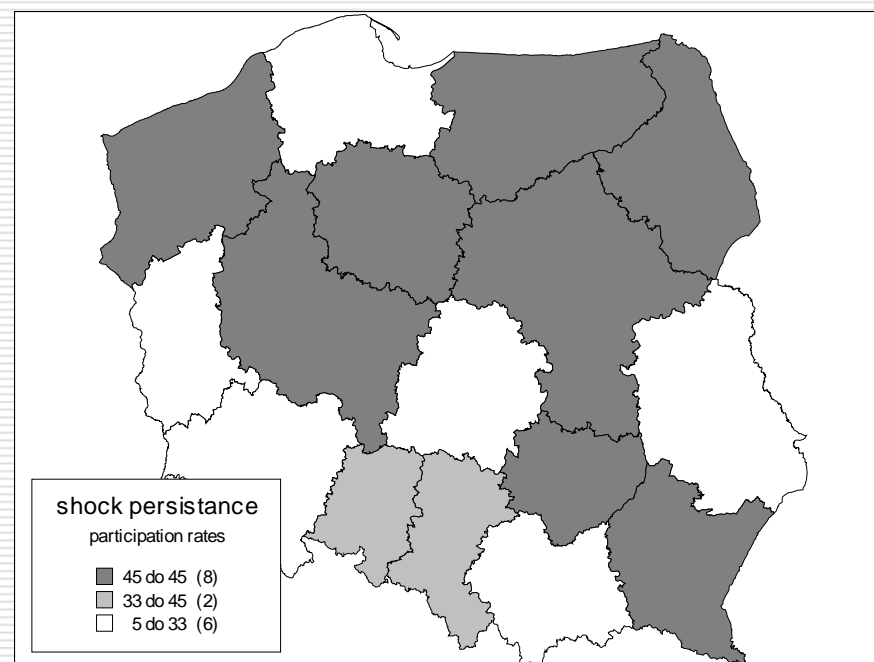 shock persistance
participation rates
45 do 45 (8)
33 do 45 (2)
5 do 33 (6)